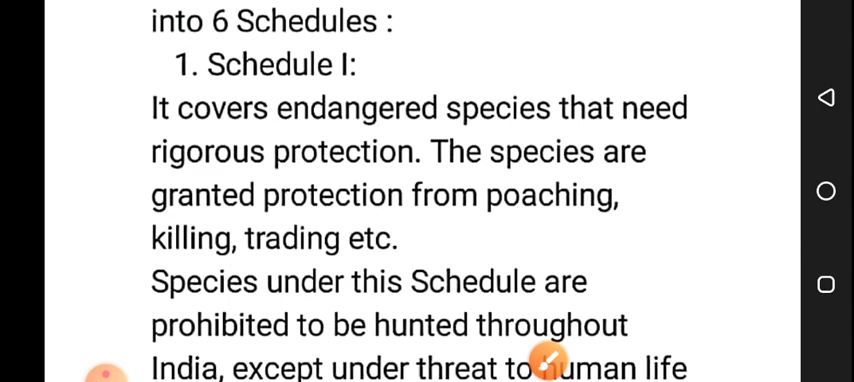 into 6 Schedules :
1. Schedule I:
It covers endangered species that need
rigorous protection. The species are
granted protection from poaching,
killing, trading etc.
Species under this Schedule are
prohibited to be hunted throughout
India, except under threat to human life